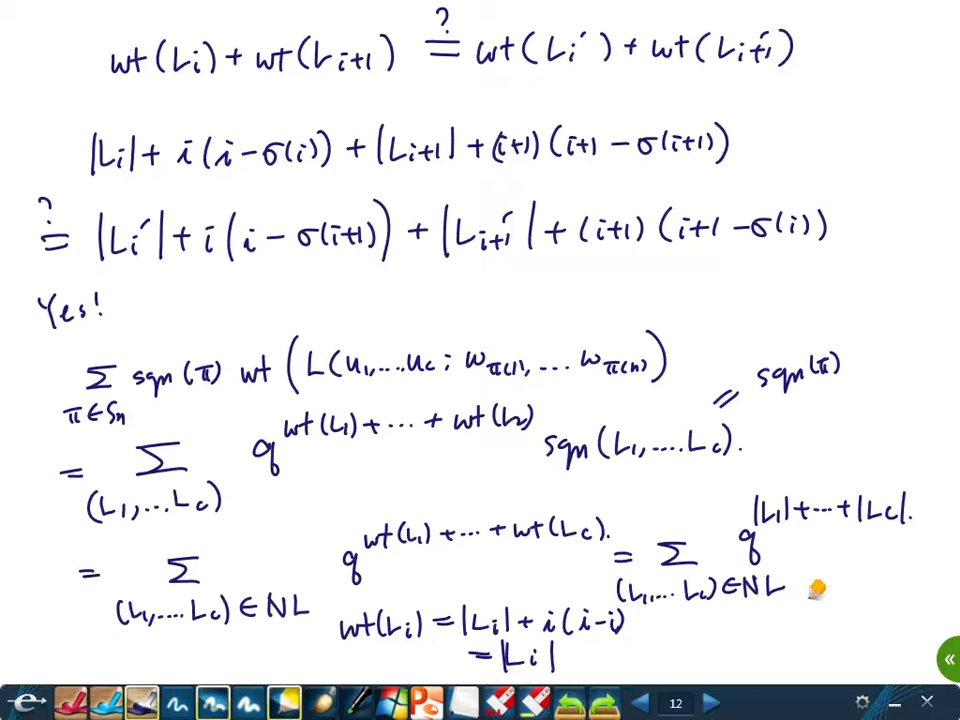 wt(Li) + wt(Li+1) ?= wt(Li′) + wt(Li+1′)
|Li| + i(i − σ(i)) + |Li+1| + (i+1)(i+1 − σ(i+1))
?= |Li′| + i(i − σ(i+1)) + |Li+1′| + (i+1)(i+1 − σ(i))
Yes!
Σ π∈Sn sgn(π) wt(L(u1,...uc; wπ(1),...wπ(n))
= Σ (L1,...Lc) q^wt(L1)+...+wt(Lc) sgn(L1,...Lc). = sgn(π)
= Σ (L1,...Lc)∈NL q^wt(L1)+...+wt(Lc). = Σ (L1,...Lc)∈NL q^|L1|+...+|Lc|.
wt(Li) = |Li| + i(i−i)
= |Li|
12